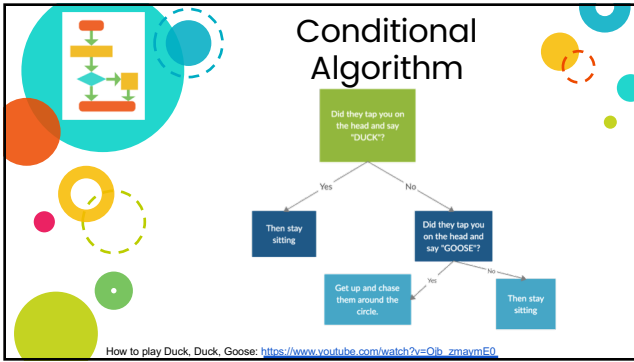 Conditional
Algorithm
Did they tap you on
the head and say
"DUCK"?
Yes
No
Then stay
sitting
Did they tap you
on the head and
say "GOOSE"?
Yes
No
Get up and chase
them around the
circle.
Then stay
sitting
How to play Duck, Duck, Goose: https://www.youtube.com/watch?v=Ojb_zmaymE0